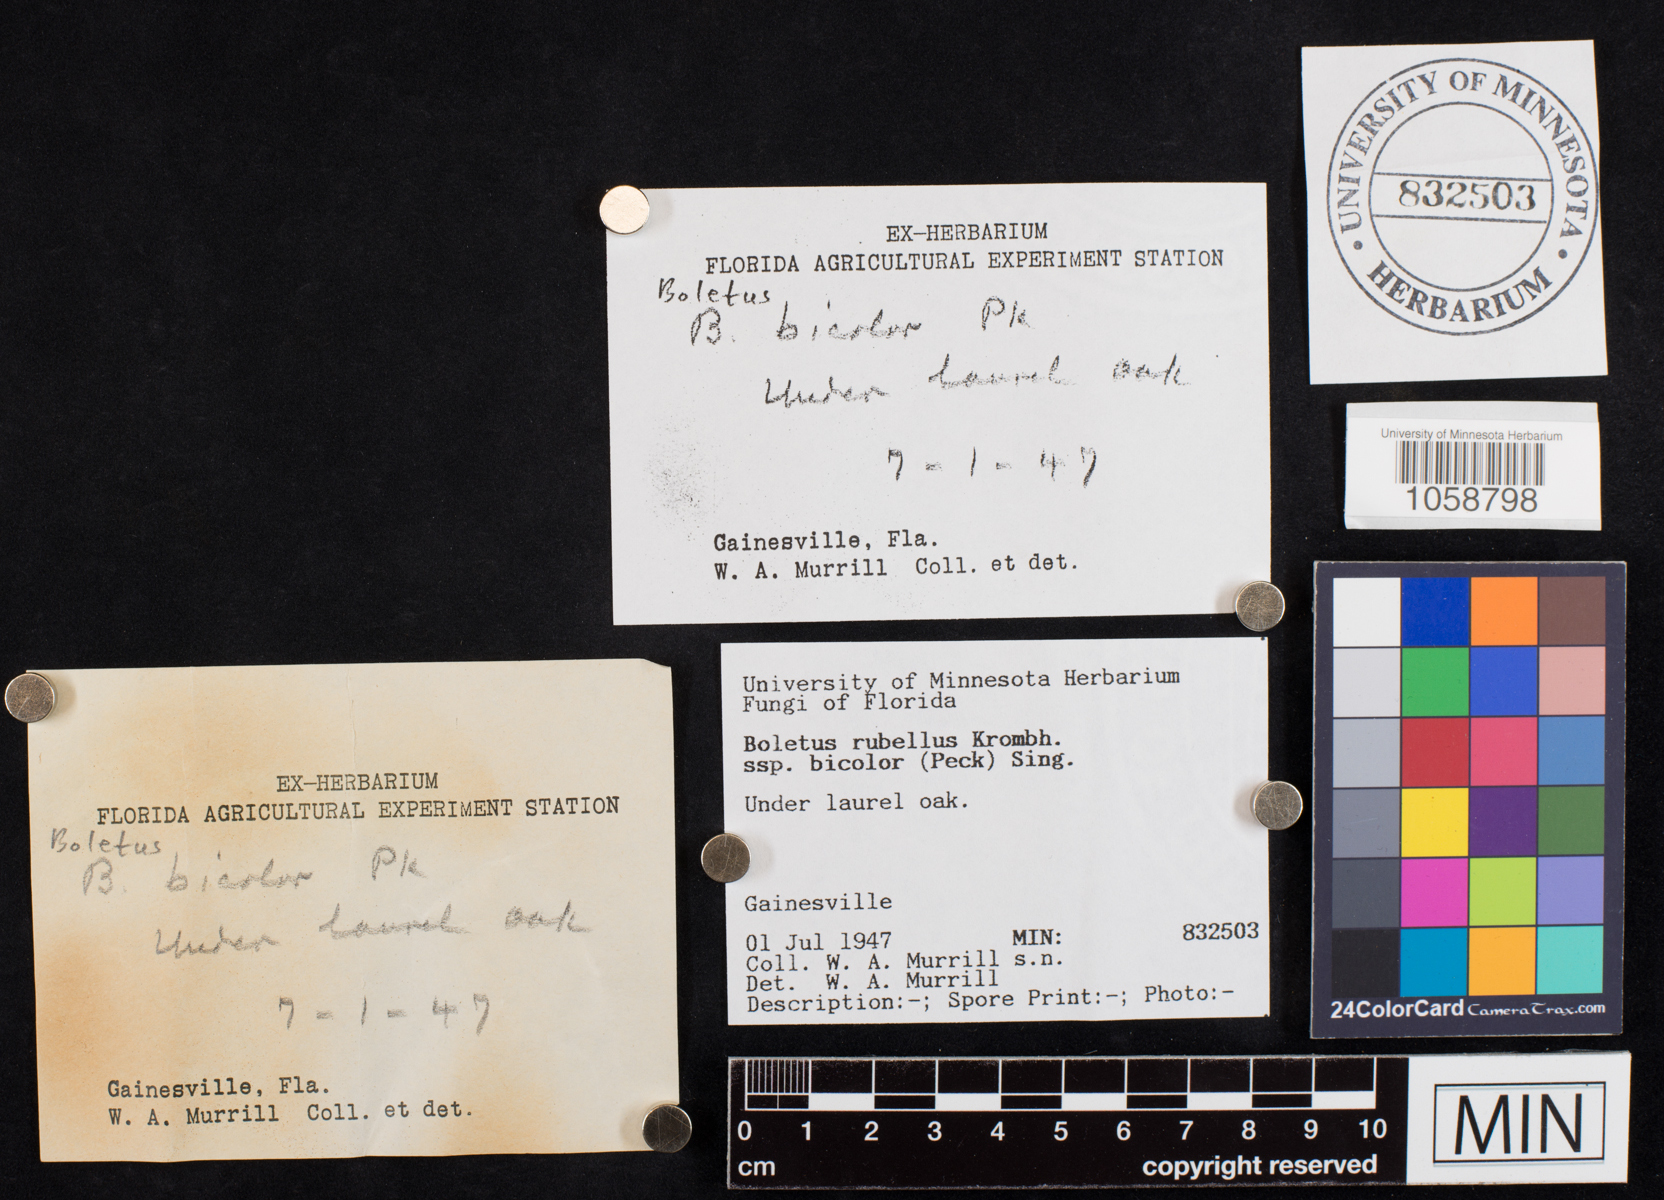 UNIVERSITY OF MINNESOTA
832503
HERBARIUM
EX-HERBARIUM
FLORIDA AGRICULTURAL EXPERIMENT STATION
Boletus
B. bicolor Pk
Under laurel oak
7-1-47
Gainesville, Fla.
W. A. Murrill Coll. et det.
University of Minnesota Herbarium
1058798
University of Minnesota Herbarium
Fungi of Florida
Boletus rubellus Krombh.
ssp. bicolor (Peck) Sing.
Under laurel oak.
Gainesville
01 Jul 1947 MIN: 832503
Coll. W. A. Murrill s.n.
Det. W. A. Murrill
Description:-; Spore Print:-; Photo:-
EX-HERBARIUM
FLORIDA AGRICULTURAL EXPERIMENT STATION
Boletus
B. bicolor Pk
Under laurel oak
7-1-47
Gainesville, Fla.
W. A. Murrill Coll. et det.
24ColorCard CameraTrax.com
0 1 2 3 4 5 6 7 8 9 10
cm copyright reserved
MIN